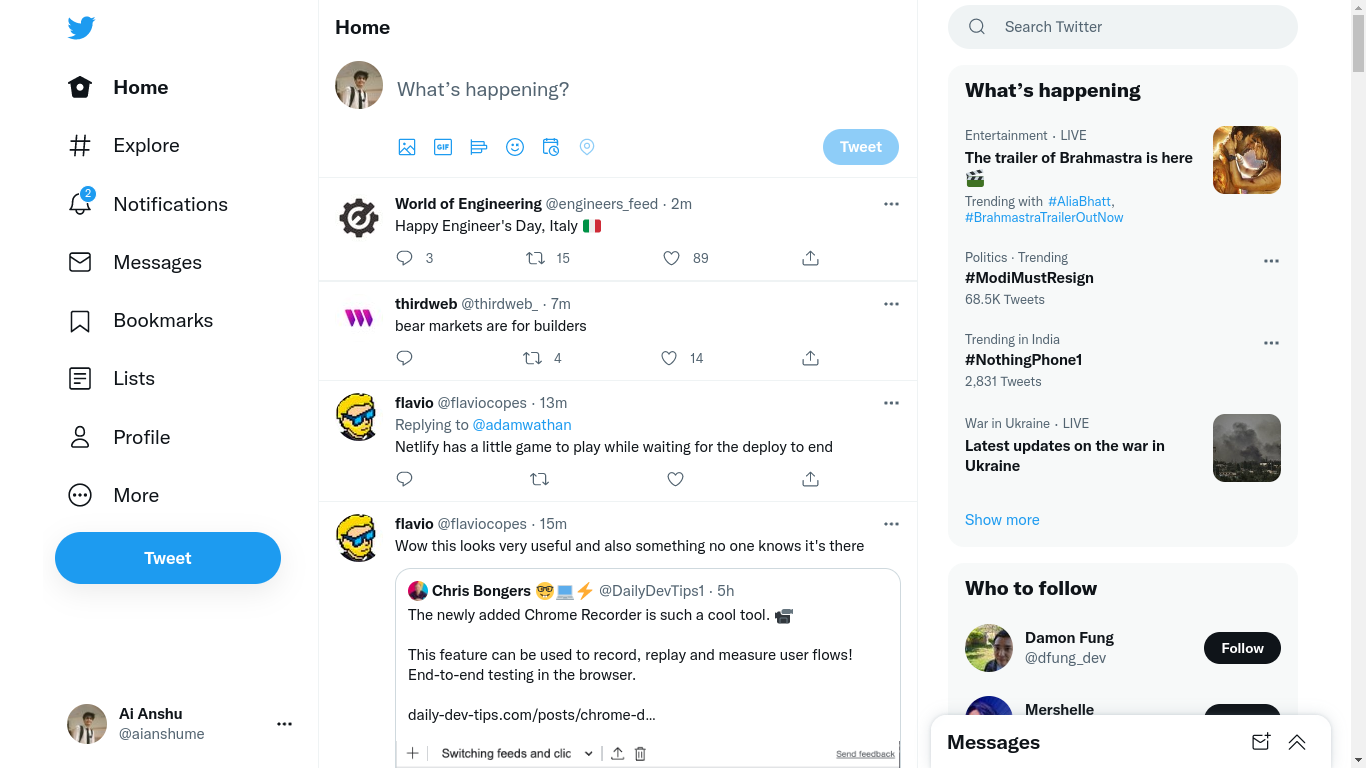 Home
Explore
2
Notifications
Messages
Bookmarks
Lists
Profile
More
Tweet
Ai Anshu
@aianshume
Home
What's happening?
GIF
Tweet
World of Engineering @engineers_feed · 2m
Happy Engineer's Day, Italy
3 15 89
thirdweb @thirdweb_ · 7m
bear markets are for builders
4 14
flavio @flaviocopes · 13m
Replying to @adamwathan
Netlify has a little game to play while waiting for the deploy to end
flavio @flaviocopes · 15m
Wow this looks very useful and also something no one knows it's there
Chris Bongers 🤓💻⚡ @DailyDevTips1 · 5h
The newly added Chrome Recorder is such a cool tool. 📹
This feature can be used to record, replay and measure user flows!
End-to-end testing in the browser.
daily-dev-tips.com/posts/chrome-d…
Switching feeds and clic
Send feedback
Search Twitter
What's happening
Entertainment · LIVE
The trailer of Brahmastra is here
🎬
Trending with #AliaBhatt,
#BrahmastraTrailerOutNow
Politics · Trending
#ModiMustResign
68.5K Tweets
Trending in India
#NothingPhone1
2,831 Tweets
War in Ukraine · LIVE
Latest updates on the war in
Ukraine
Show more
Who to follow
Damon Fung
@dfung_dev
Follow
Mershelle
Messages